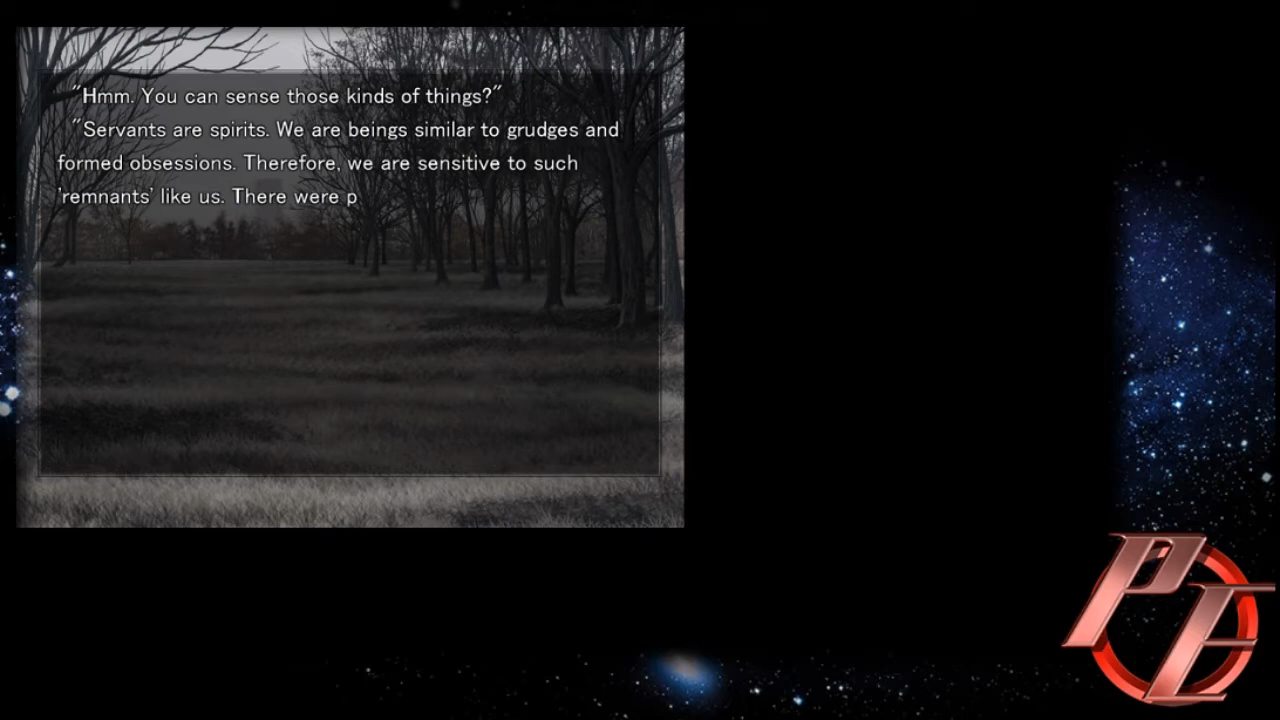 "Hmm. You can sense those kinds of things?"
"Servants are spirits. We are beings similar to grudges and
formed obsessions. Therefore, we are sensitive to such
'remnants' like us. There were p
PE